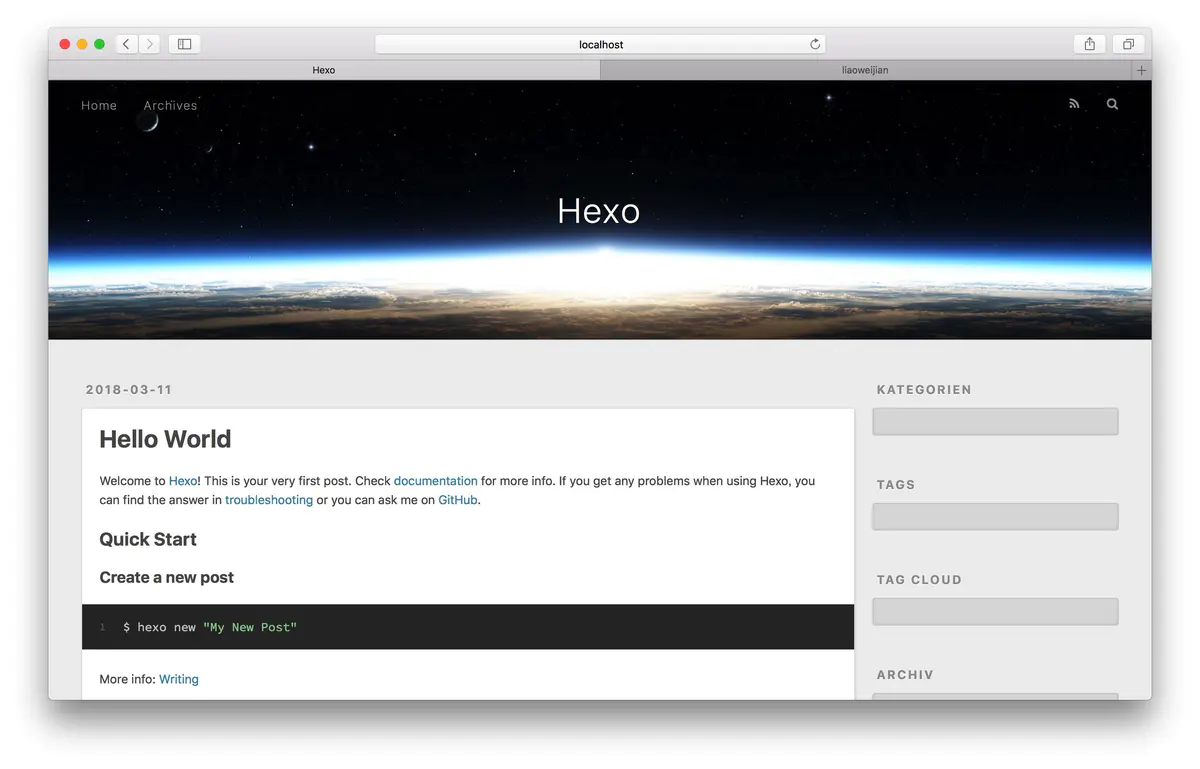 localhost
Hexo
liaoweijian
Home Archives
Hexo
2018-03-11
Hello World
Welcome to Hexo! This is your very first post. Check documentation for more info. If you get any problems when using Hexo, you
can find the answer in troubleshooting or you can ask me on GitHub.
Quick Start
Create a new post
1 $ hexo new "My New Post"
More info: Writing
KATEGORIEN
TAGS
TAG CLOUD
ARCHIV